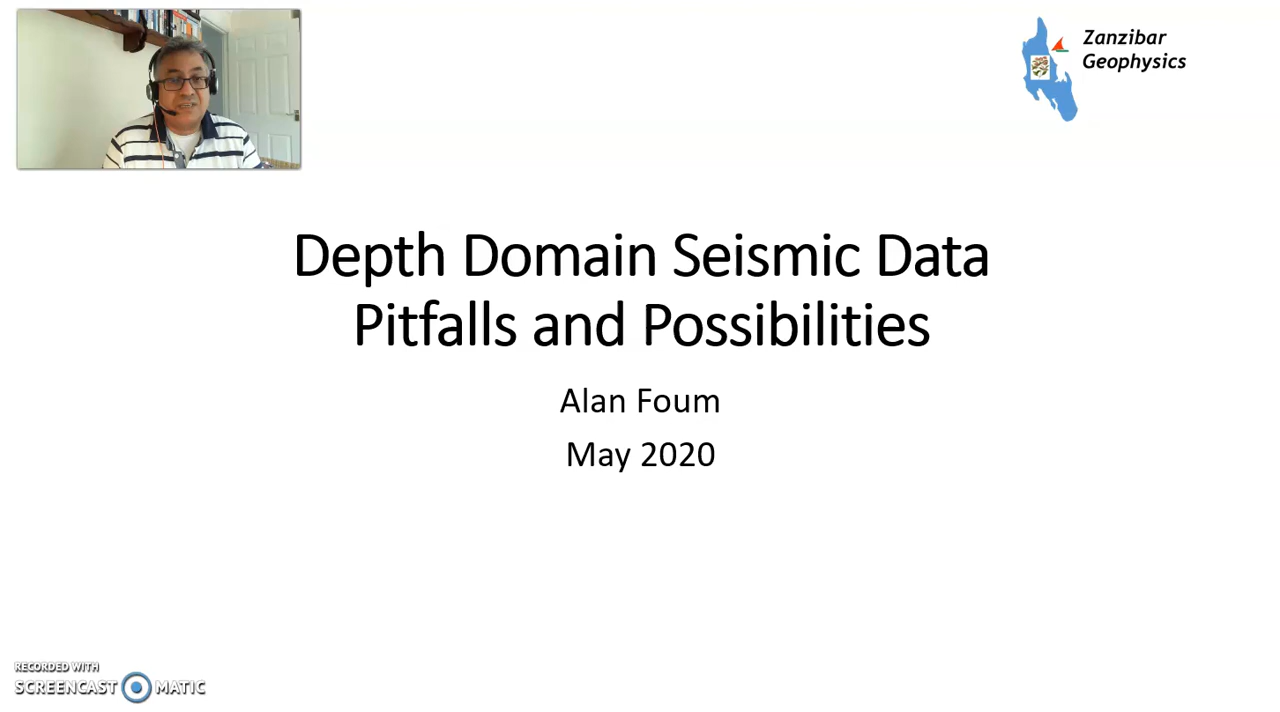 Zanzibar
Geophysics
Depth Domain Seismic Data
Pitfalls and Possibilities
Alan Foum
May 2020
RECORDED WITH
SCREENCAST MATIC